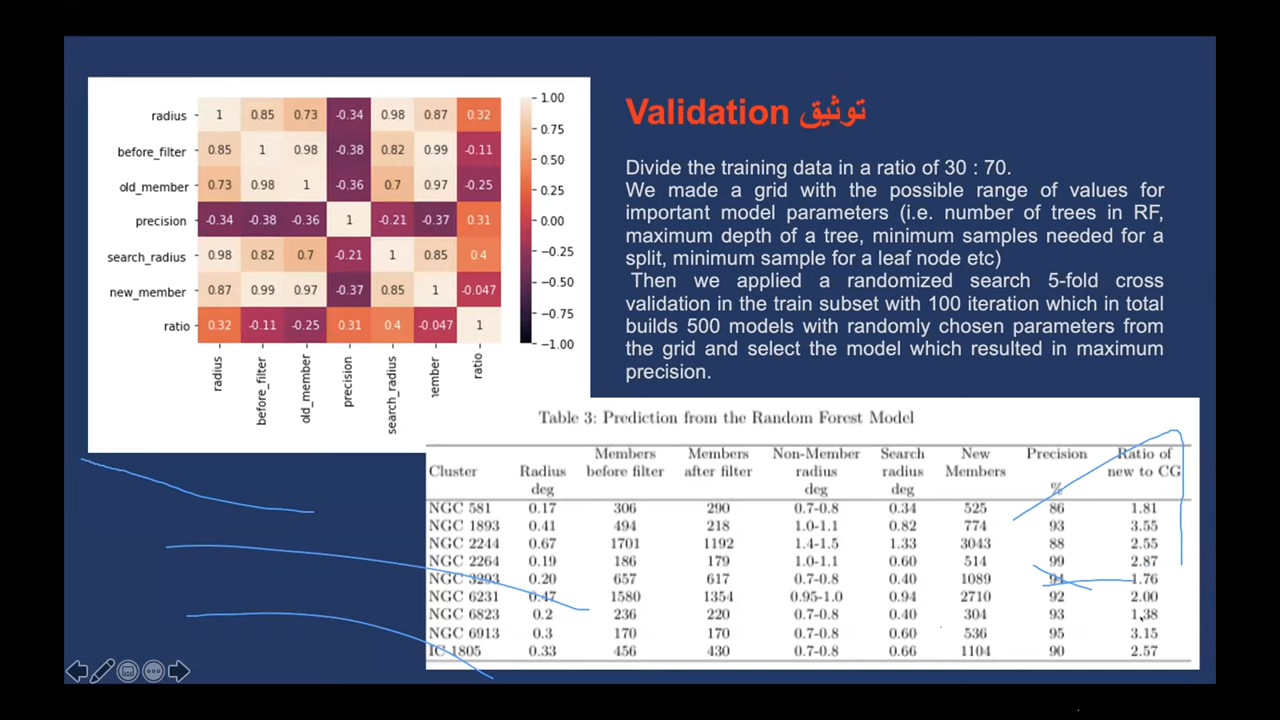 radius 1 0.85 0.73 -0.34 0.98 0.87 0.32
before_filter 0.85 1 0.98 -0.38 0.82 0.99 -0.11
old_member 0.73 0.98 1 -0.36 0.7 0.97 -0.25
precision -0.34 -0.38 -0.36 1 -0.21 -0.37 0.31
search_radius 0.98 0.82 0.7 -0.21 1 0.85 0.4
new_member 0.87 0.99 0.97 -0.37 0.85 1 -0.047
ratio 0.32 -0.11 -0.25 0.31 0.4 -0.047 1
radius
before_filter
old_member
precision
search_radius
ember
ratio
1.00
0.75
0.50
0.25
0.00
−0.25
−0.50
−0.75
−1.00
Validation توثيق
Divide the training data in a ratio of 30 : 70.
We made a grid with the possible range of values for
important model parameters (i.e. number of trees in RF,
maximum depth of a tree, minimum samples needed for a
split, minimum sample for a leaf node etc)
Then we applied a randomized search 5-fold cross
validation in the train subset with 100 iteration which in total
builds 500 models with randomly chosen parameters from
the grid and select the model which resulted in maximum
precision.
Table 3: Prediction from the Random Forest Model
Members Members Non-Member Search New Precision Ratio of
Cluster Radius before filter after filter radius radius Members new to CG
deg deg deg %
NGC 581 0.17 306 290 0.7-0.8 0.34 525 86 1.81
NGC 1893 0.41 494 218 1.0-1.1 0.82 774 93 3.55
NGC 2244 0.67 1701 1192 1.4-1.5 1.33 3043 88 2.55
NGC 2264 0.19 186 179 1.0-1.1 0.60 514 99 2.87
NGC 3293 0.20 657 617 0.7-0.8 0.40 1089 94 1.76
NGC 6231 0.47 1580 1354 0.95-1.0 0.94 2710 92 2.00
NGC 6823 0.2 236 220 0.7-0.8 0.40 304 93 1.38
NGC 6913 0.3 170 170 0.7-0.8 0.60 536 95 3.15
IC 1805 0.33 456 430 0.7-0.8 0.66 1104 90 2.57